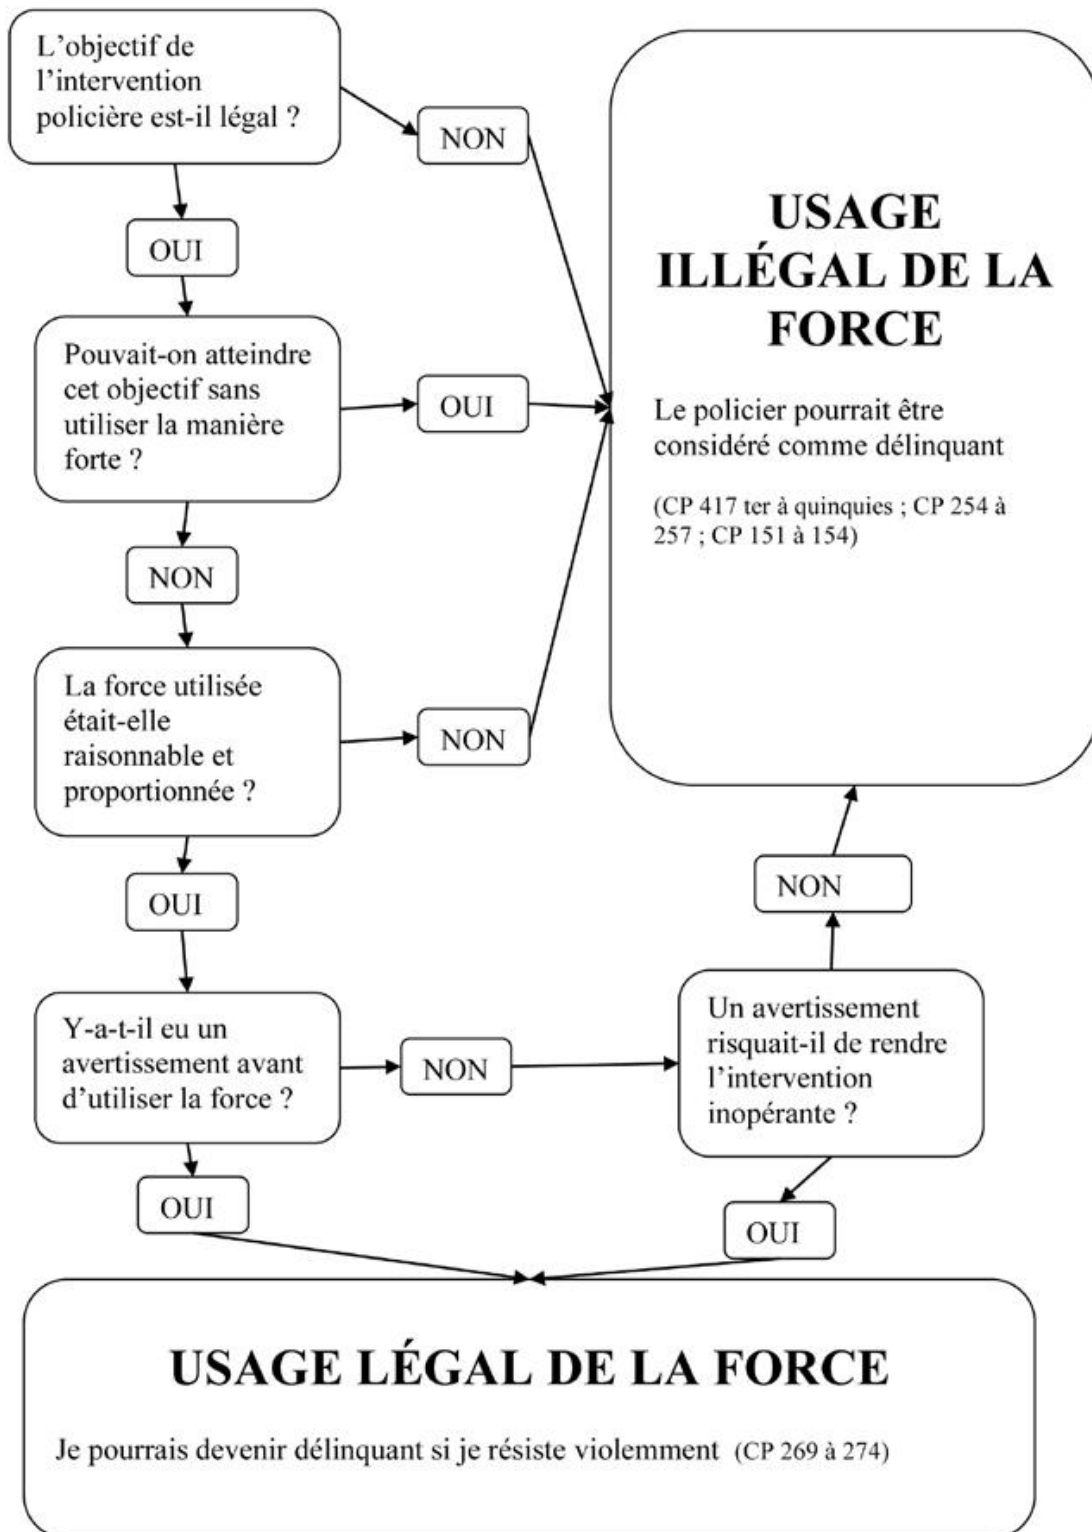 L'objectif de
l'intervention
policière est-il légal ?
NON
OUI
USAGE
ILLÉGAL DE LA
FORCE
Le policier pourrait être
considéré comme délinquant
(CP 417 ter à quinquies ; CP 254 à
257 ; CP 151 à 154)
Pouvait-on atteindre
cet objectif sans
utiliser la manière
forte ?
OUI
NON
La force utilisée
était-elle
raisonnable et
proportionnée ?
NON
OUI
Y-a-t-il eu un
avertissement avant
d'utiliser la force ?
NON
Un avertissement
risquait-il de rendre
l'intervention
inopérante ?
NON
OUI
OUI
USAGE LÉGAL DE LA FORCE
Je pourrais devenir délinquant si je résiste violemment (CP 269 à 274)